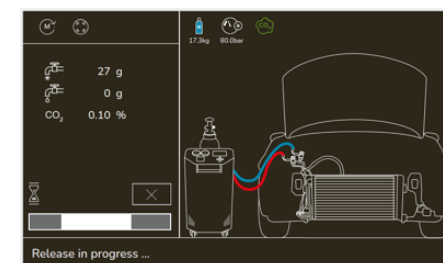 M
17.3kg 80.0bar CO₂
27 g
0 g
CO₂ 0.10 %
Release in progress ...